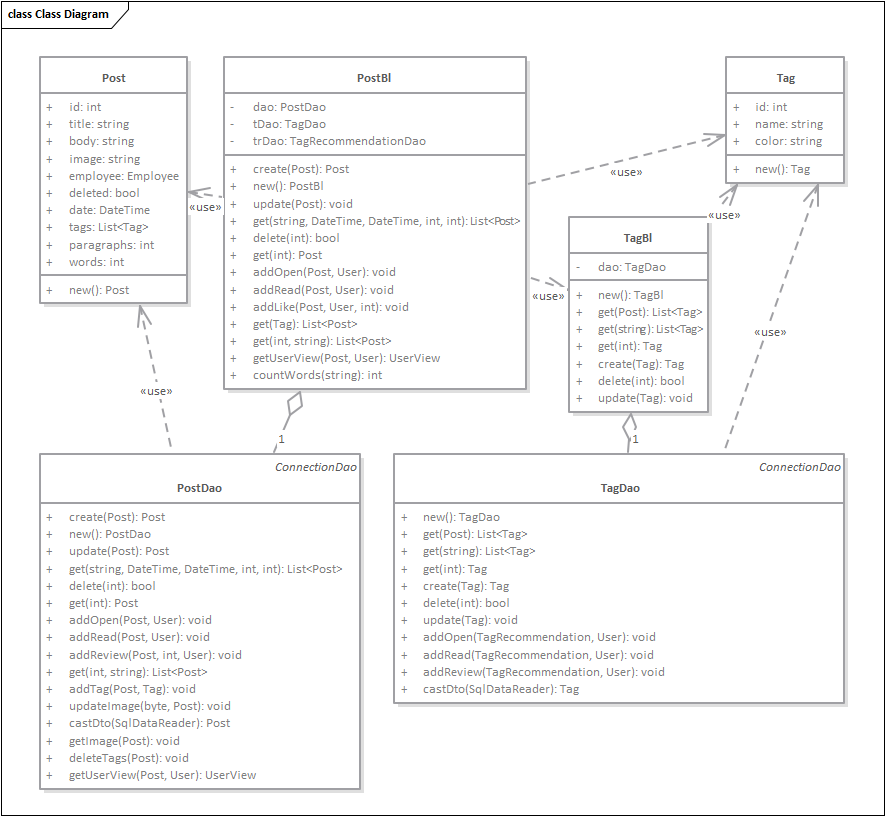 class Class Diagram
Post
+ id: int
+ title: string
+ body: string
+ image: string
+ employee: Employee
+ deleted: bool
+ date: DateTime
+ tags: List<Tag>
+ paragraphs: int
+ words: int
+ new(): Post
PostBl
- dao: PostDao
- tDao: TagDao
- trDao: TagRecommendationDao
+ create(Post): Post
+ new(): PostBl
+ update(Post): void
+ get(string, DateTime, DateTime, int, int): List<Post>
+ delete(int): bool
+ get(int): Post
+ addOpen(Post, User): void
+ addRead(Post, User): void
+ addLike(Post, User, int): void
+ get(Tag): List<Post>
+ get(int, string): List<Post>
+ getUserView(Post, User): UserView
+ countWords(string): int
Tag
+ id: int
+ name: string
+ color: string
+ new(): Tag
«use»
«use»
«use»
TagBl
- dao: TagDao
+ new(): TagBl
+ get(Post): List<Tag>
+ get(string): List<Tag>
+ get(int): Tag
+ create(Tag): Tag
+ delete(int): bool
+ update(Tag): void
«use»
«use»
«use»
1
1
ConnectionDao
PostDao
+ create(Post): Post
+ new(): PostDao
+ update(Post): Post
+ get(string, DateTime, DateTime, int, int): List<Post>
+ delete(int): bool
+ get(int): Post
+ addOpen(Post, User): void
+ addRead(Post, User): void
+ addReview(Post, int, User): void
+ get(int, string): List<Post>
+ addTag(Post, Tag): void
+ updateImage(byte, Post): void
+ castDto(SqlDataReader): Post
+ getImage(Post): void
+ deleteTags(Post): void
+ getUserView(Post, User): UserView
ConnectionDao
TagDao
+ new(): TagDao
+ get(Post): List<Tag>
+ get(string): List<Tag>
+ get(int): Tag
+ create(Tag): Tag
+ delete(int): bool
+ update(Tag): void
+ addOpen(TagRecommendation, User): void
+ addRead(TagRecommendation, User): void
+ addReview(TagRecommendation, User): void
+ castDto(SqlDataReader): Tag